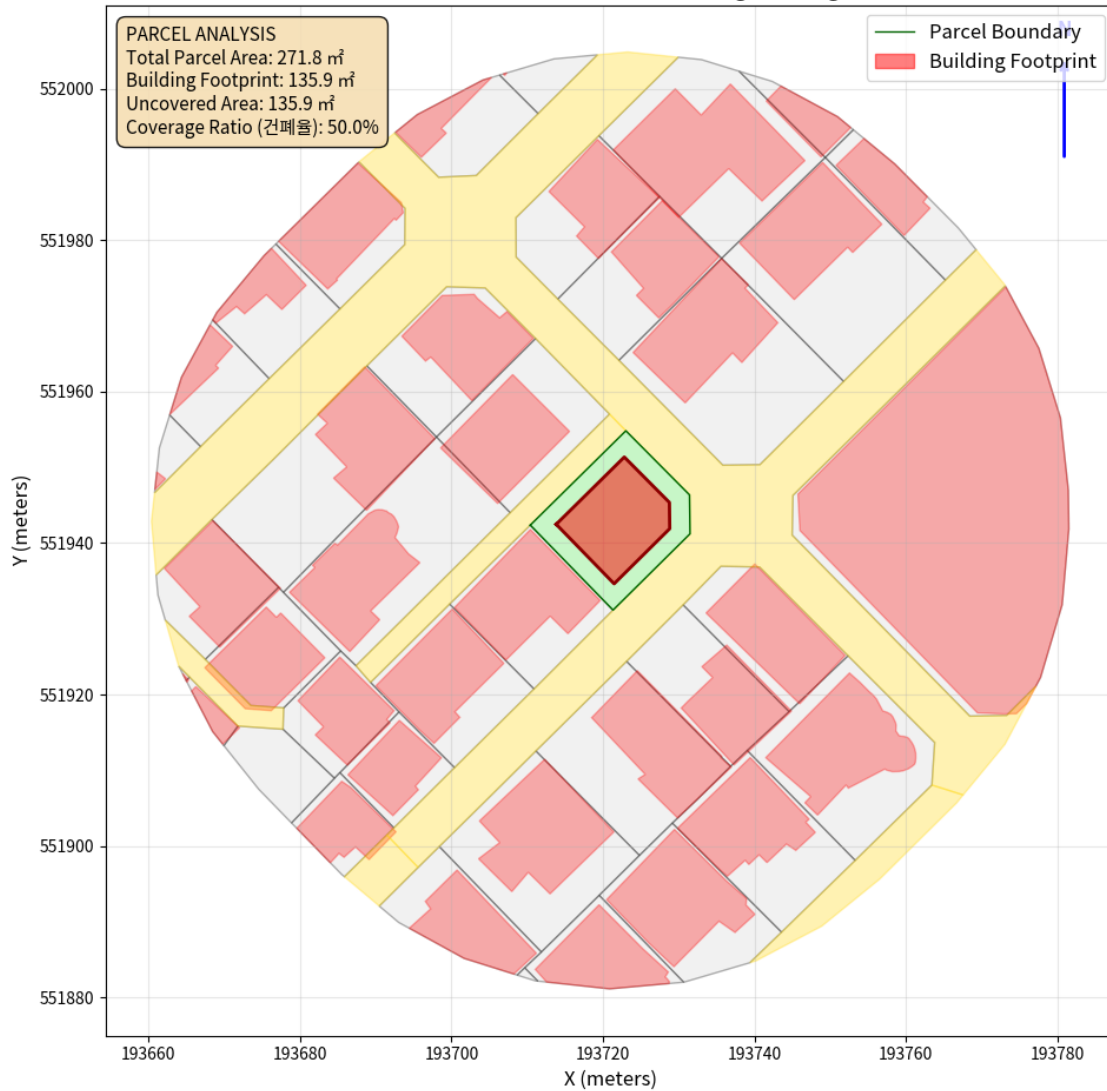 PARCEL ANALYSIS
Total Parcel Area: 271.8 ㎡
Building Footprint: 135.9 ㎡
Uncovered Area: 135.9 ㎡
Coverage Ratio (건폐율): 50.0%
Parcel Boundary
Building Footprint
N
552000
551980
551960
551940
551920
551900
551880
Y (meters)
193660 193680 193700 193720 193740 193760 193780
X (meters)